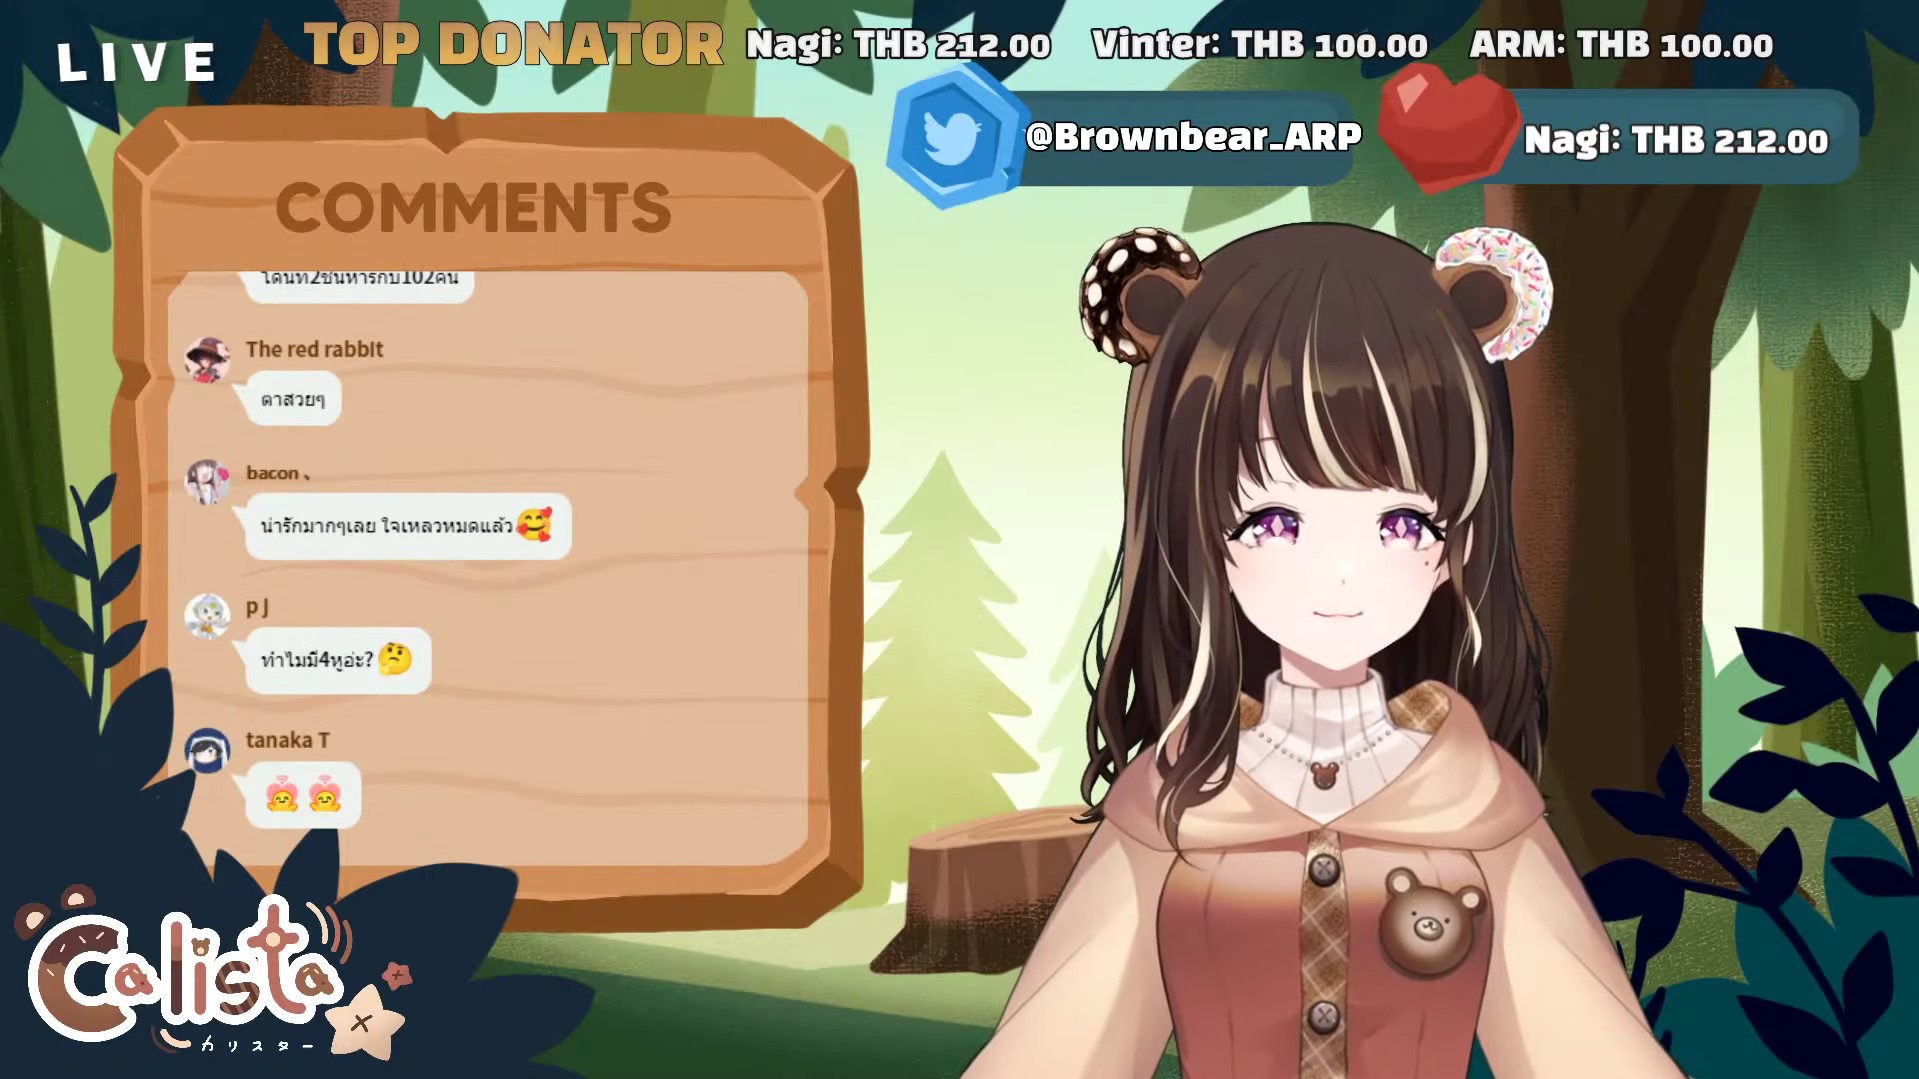 LIVE
TOP DONATOR Nagi: THB 212.00 Vinter: THB 100.00 ARM: THB 100.00
@Brownbear_ARP
Nagi: THB 212.00
COMMENTS
The red rabbit
ตาสวยๆ
bacon、
น่ารักมากๆเลย ใจเหลวหมดแล้ว🥰
p J
ทำไมมี4หูอ่ะ?🤔
tanaka T
Calista
カリスター